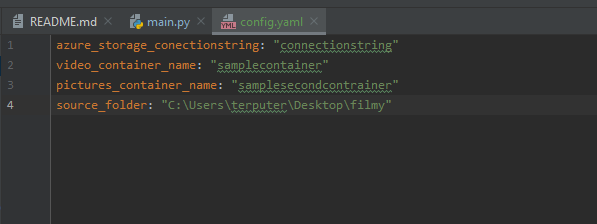 README.md main.py config.yaml
1 azure_storage_conectionstring: "connectionstring"
2 video_container_name: "samplecontainer"
3 pictures_container_name: "samplesecondcontrainer"
4 source_folder: "C:\Users\terputer\Desktop\filmy"